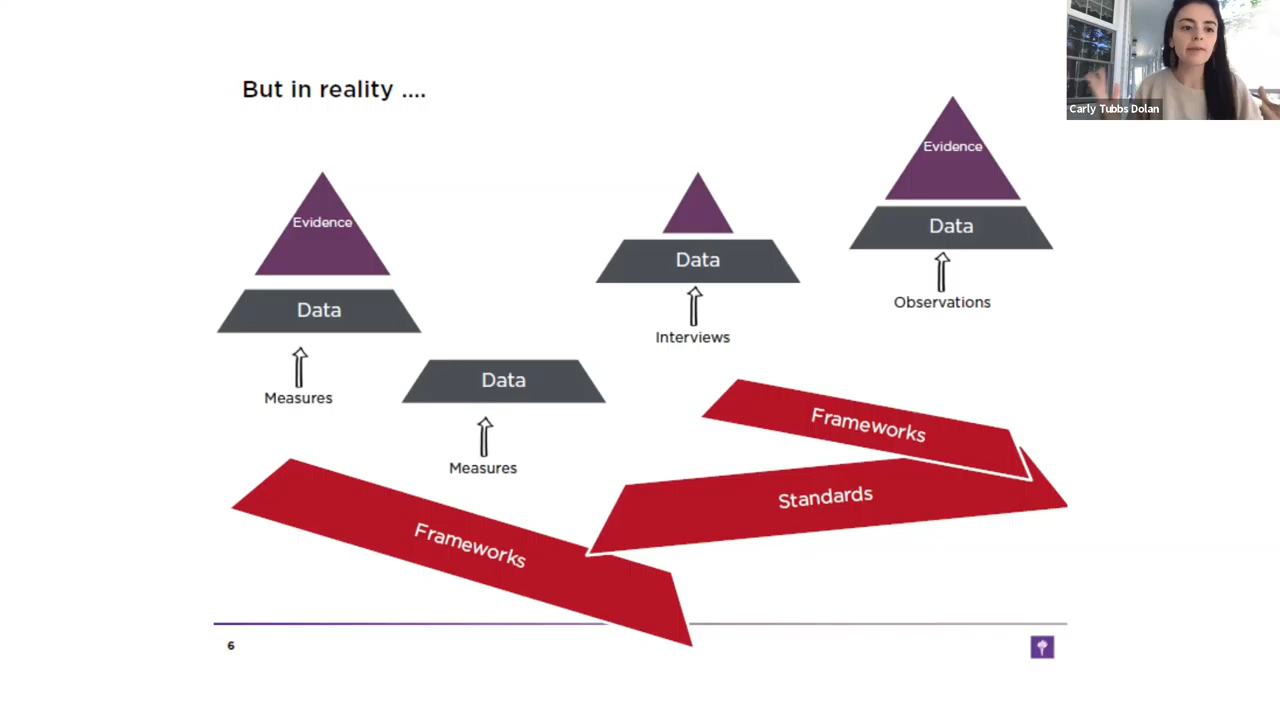 But in reality ....
Carly Tubbs Dolan
Evidence
Data
Measures
Data
Measures
Data
Interviews
Evidence
Data
Observations
Frameworks
Standards
Frameworks
6